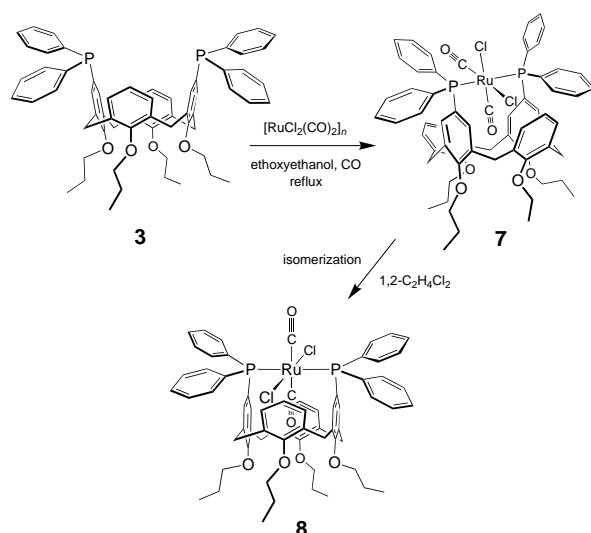 P P
O O O O
3
[RuCl2(CO)2]n
ethoxyethanol, CO
reflux
O≡C Cl
P Ru P
Cl
C≡O
O O O O
7
isomerization
1,2-C2H4Cl2
O
C
Cl
P Ru P
Cl C
O
O O O O
8